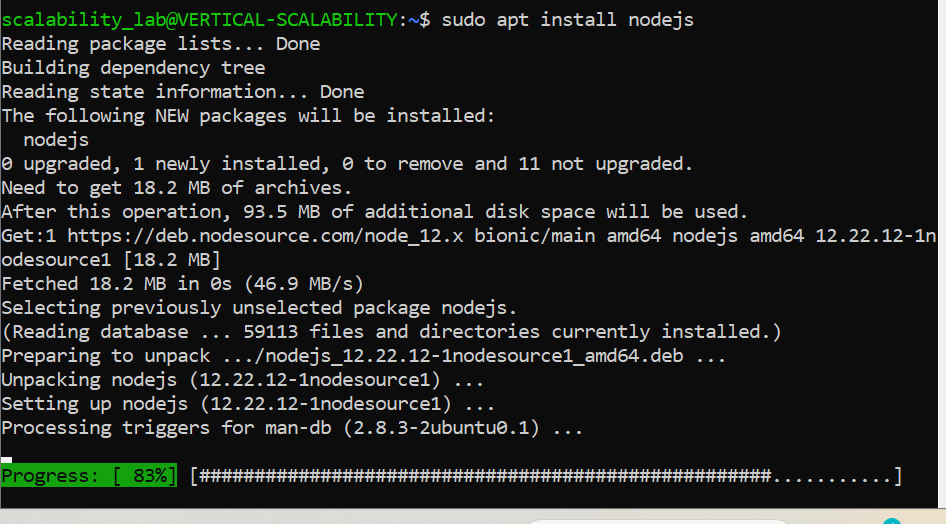 scalability_lab@VERTICAL-SCALABILITY:~$ sudo apt install nodejs
Reading package lists... Done
Building dependency tree
Reading state information... Done
The following NEW packages will be installed:
  nodejs
0 upgraded, 1 newly installed, 0 to remove and 11 not upgraded.
Need to get 18.2 MB of archives.
After this operation, 93.5 MB of additional disk space will be used.
Get:1 https://deb.nodesource.com/node_12.x bionic/main amd64 nodejs amd64 12.22.12-1n
odesource1 [18.2 MB]
Fetched 18.2 MB in 0s (46.9 MB/s)
Selecting previously unselected package nodejs.
(Reading database ... 59113 files and directories currently installed.)
Preparing to unpack .../nodejs_12.22.12-1nodesource1_amd64.deb ...
Unpacking nodejs (12.22.12-1nodesource1) ...
Setting up nodejs (12.22.12-1nodesource1) ...
Processing triggers for man-db (2.8.3-2ubuntu0.1) ...
Progress: [ 83%] [####################################################...........]